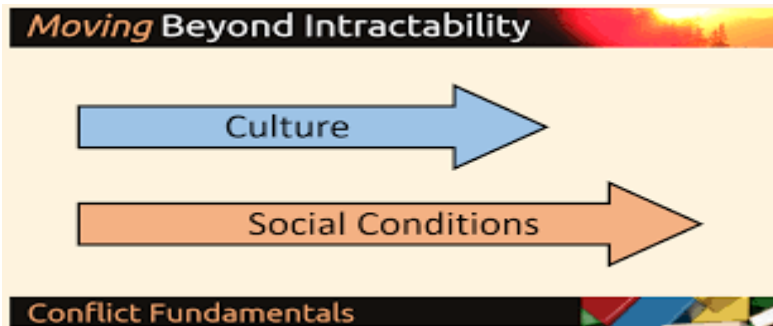 Moving Beyond Intractability
Culture
Social Conditions
Conflict Fundamentals